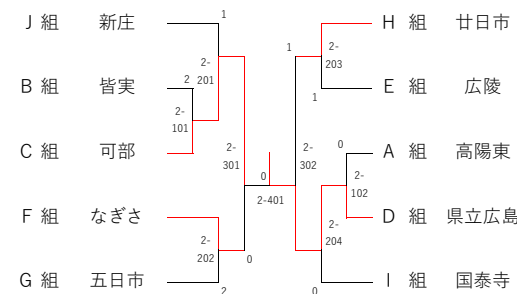 J 組 新庄
1
H 組 廿日市
1
2-
203
2-
201
B 組 皆実
2
E 組 広陵
1
2-
101
C 組 可部
A 組 高陽東
0
2-
301
2-
302
0
2-401
2-
102
F 組 なぎさ
D 組 県立広島
2-
202
2-
204
0
G 組 五日市
2
I 組 国泰寺
0